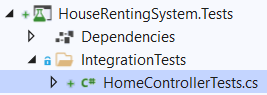 HouseRentingSystem.Tests
Dependencies
IntegrationTests
C# HomeControllerTests.cs